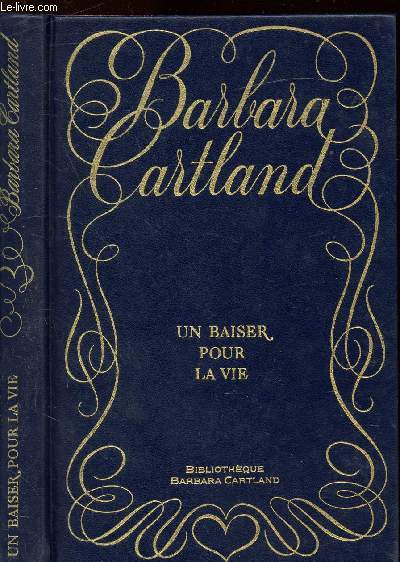 Le-livre.com
Barbara
Cartland
UN BAISER
POUR
LA VIE
BIBLIOTHÈQUE
BARBARA CARTLAND
Barbara Cartland
UN BAISER POUR LA VIE